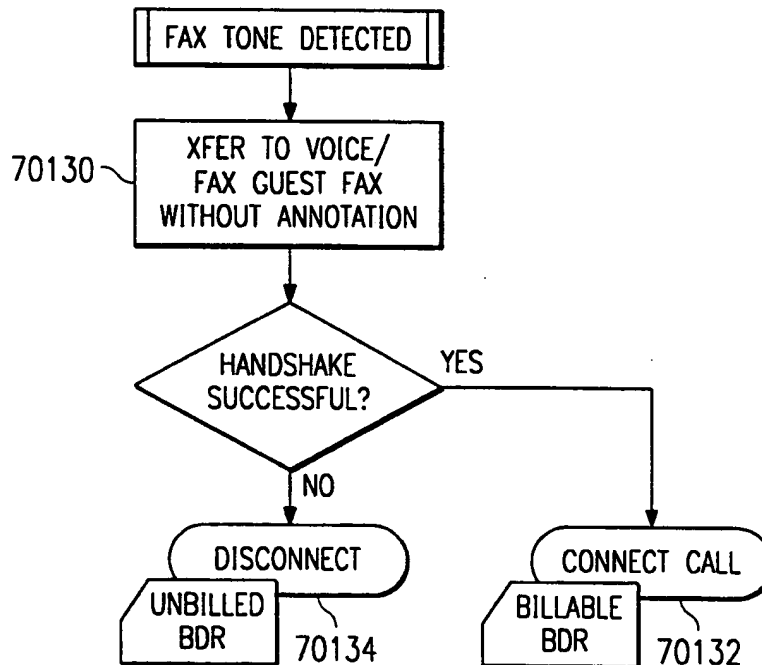 FAX TONE DETECTED
70130
XFER TO VOICE/
FAX GUEST FAX
WITHOUT ANNOTATION
HANDSHAKE
SUCCESSFUL?
YES
NO
DISCONNECT
UNBILLED
BDR
70134
CONNECT CALL
BILLABLE
BDR
70132